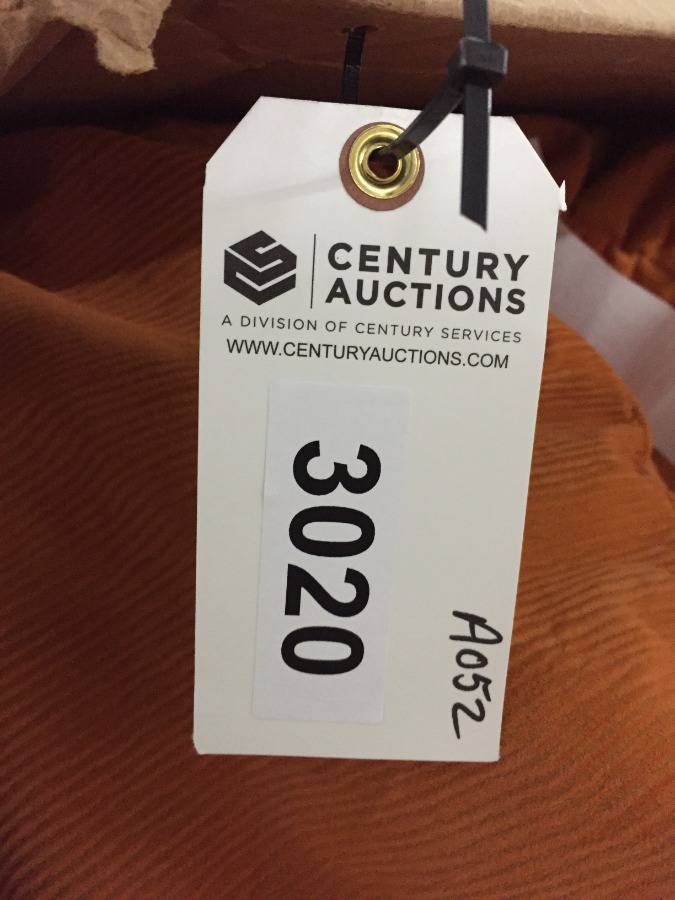 CENTURY
AUCTIONS
A DIVISION OF CENTURY SERVICES
WWW.CENTURYAUCTIONS.COM
3020
A052